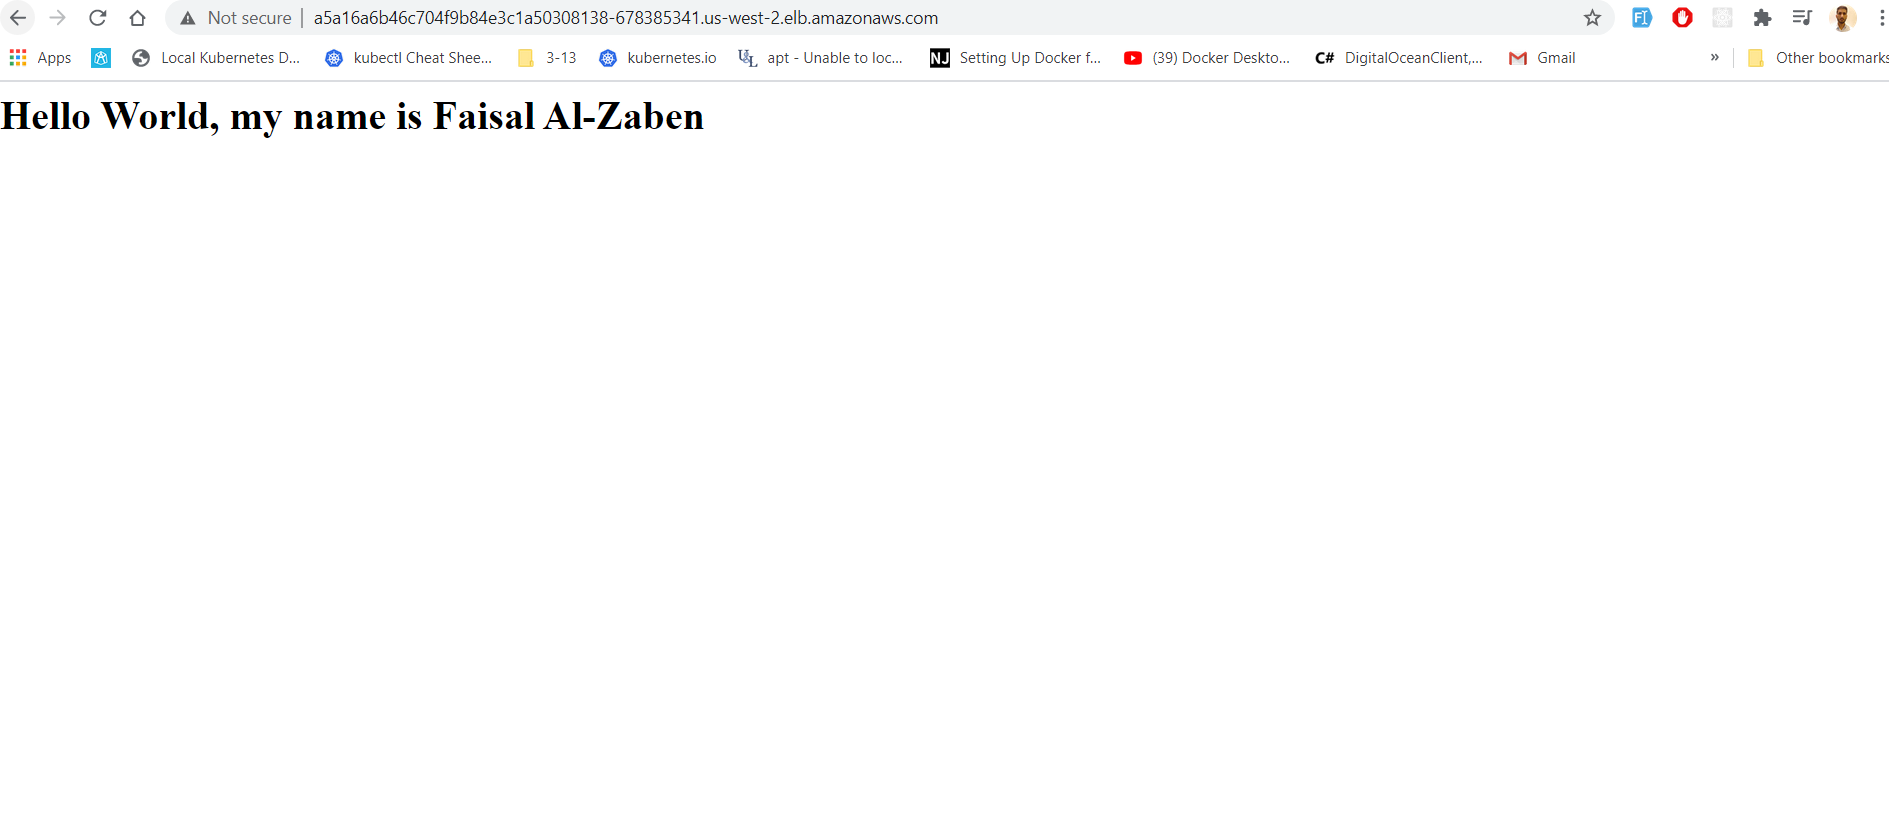 Not secure | a5a16a6b46c704f9b84e3c1a50308138-678385341.us-west-2.elb.amazonaws.com
Apps Local Kubernetes D... kubectl Cheat Shee... 3-13 kubernetes.io U&L apt - Unable to loc... NJ Setting Up Docker f... (39) Docker Deskto... C# DigitalOceanClient,... Gmail » Other bookmarks
Hello World, my name is Faisal Al-Zaben